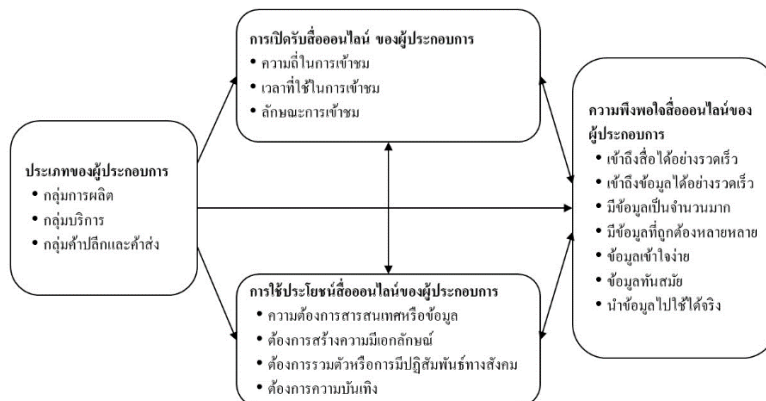 การเปิดรับสื่อออนไลน์ ของผู้ประกอบการ
• ความถี่ในการเข้าชม
• เวลาที่ใช้ในการเข้าชม
• ลักษณะการเข้าชม
ประเภทของผู้ประกอบการ
• กลุ่มการผลิต
• กลุ่มบริการ
• กลุ่มค้าปลีกและค้าส่ง
การใช้ประโยชน์สื่อออนไลน์ของผู้ประกอบการ
• ความต้องการสารสนเทศหรือข้อมูล
• ต้องการสร้างความมีเอกลักษณ์
• ต้องการรวมตัวหรือการมีปฏิสัมพันธ์ทางสังคม
• ต้องการความบันเทิง
ความพึงพอใจสื่อออนไลน์ของ
ผู้ประกอบการ
• เข้าถึงสื่อได้อย่างรวดเร็ว
• เข้าถึงข้อมูลได้อย่างรวดเร็ว
• มีข้อมูลเป็นจำนวนมาก
• มีข้อมูลที่ถูกต้องหลายหลาย
• ข้อมูลเข้าใจง่าย
• ข้อมูลทันสมัย
• นำข้อมูลไปใช้ได้จริง